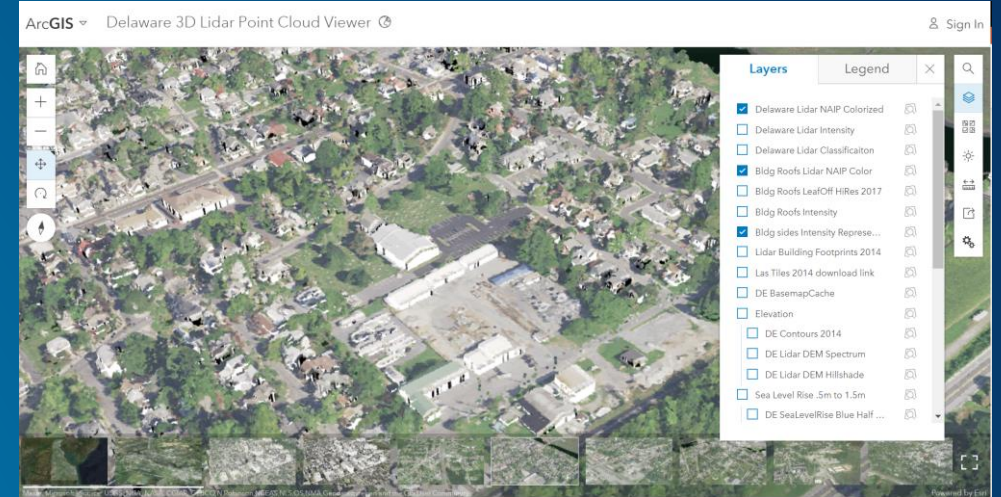 ArcGIS Delaware 3D Lidar Point Cloud Viewer
Sign In
Layers Legend
Delaware Lidar NAIP Colorized
Delaware Lidar Intensity
Delaware Lidar Classificaiton
Bldg Roofs Lidar NAIP Color
Bldg Roofs LeafOff HiRes 2017
Bldg Roofs Intensity
Bldg sides Intensity Represe...
Lidar Building Footprints 2014
Las Tiles 2014 download link
DE BasemapCache
Elevation
DE Contours 2014
DE Lidar DEM Spectrum
DE Lidar DEM Hillshade
Sea Level Rise .5m to 1.5m
DE SeaLevelRise Blue Half ...
Powered by Esri